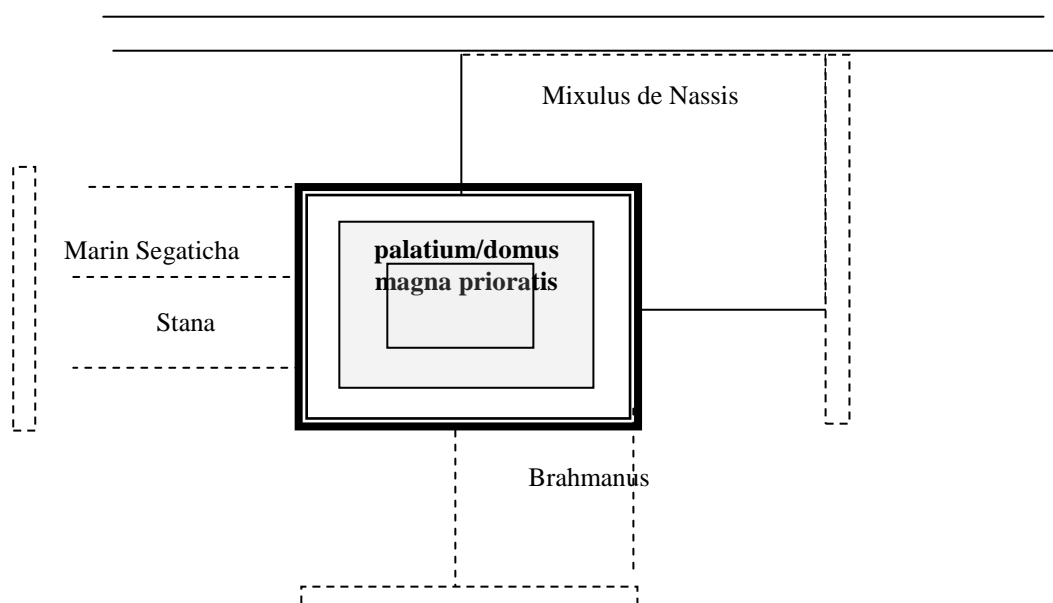 Mixulus de Nassis
Marin Segaticha
palatium/domus
magna prioratis
Stana
Brahmanus